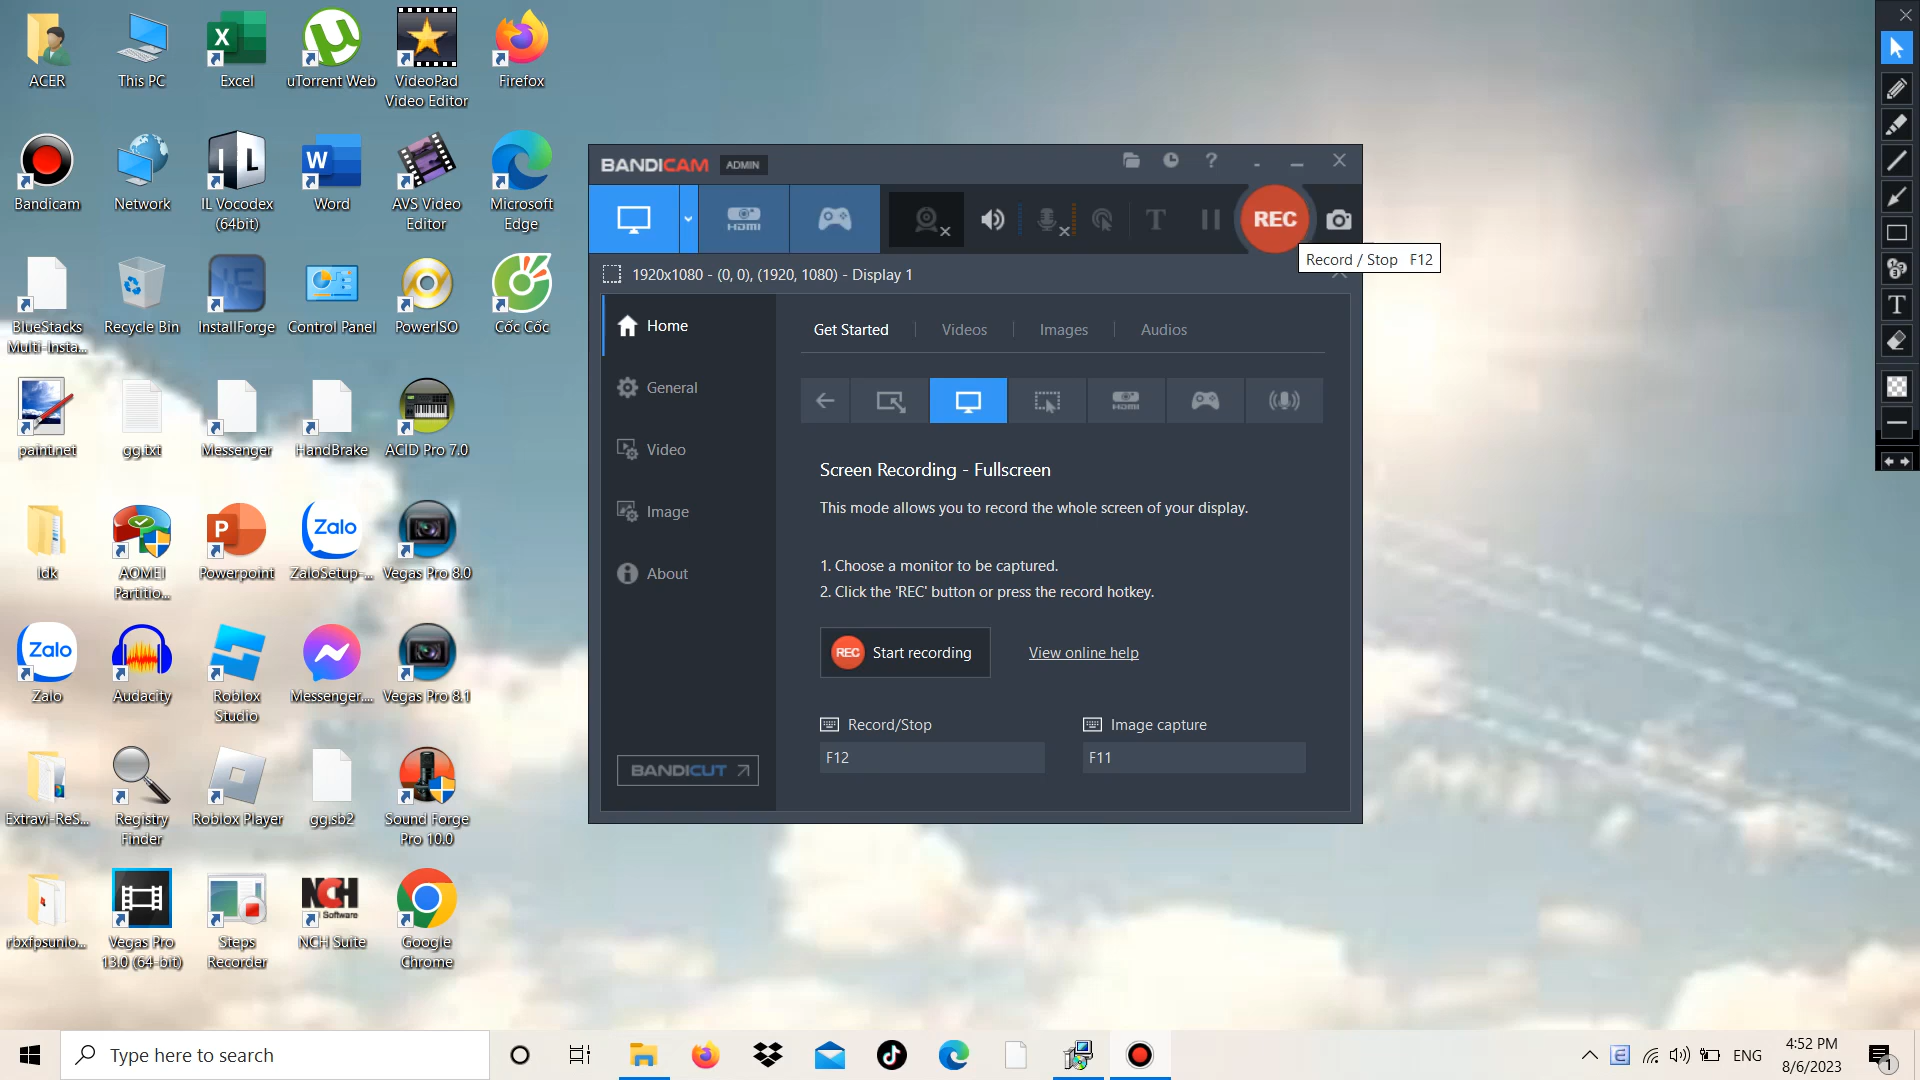 ACER
This PC
Excel
uTorrent Web
VideoPad
Video Editor
Firefox
Bandicam
Network
IL Vocodex
(64bit)
Word
AVS Video
Editor
Microsoft
Edge
BlueStacks
Multi-Insta...
Recycle Bin
InstallForge
Control Panel
PowerISO
Cốc Cốc
paint.net
gg.txt
Messenger
HandBrake
ACID Pro 7.0
Idk
AOMEI
Partitio...
Powerpoint
Zalo
ZaloSetup-...
Vegas Pro 8.0
Zalo
Zalo
Audacity
Roblox
Studio
Messenger....
Vegas Pro 8.1
Extravi-ReS...
Registry
Finder
Roblox Player
gg.sb2
Sound Forge
Pro 10.0
rbxfpsunlo...
Vegas Pro
13.0 (64-bit)
Steps
Recorder
NCH
Software
NCH Suite
Google
Chrome
BANDICAM ADMIN
HDMI
REC
Record / Stop F12
1920x1080 - (0, 0), (1920, 1080) - Display 1
Home
General
Video
Image
About
BANDICUT
Get Started
Videos
Images
Audios
HDMI
Screen Recording - Fullscreen
This mode allows you to record the whole screen of your display.
1. Choose a monitor to be captured.
2. Click the 'REC' button or press the record hotkey.
REC Start recording
View online help
Record/Stop
F12
Image capture
F11
Type here to search
ENG
4:52 PM
8/6/2023
1